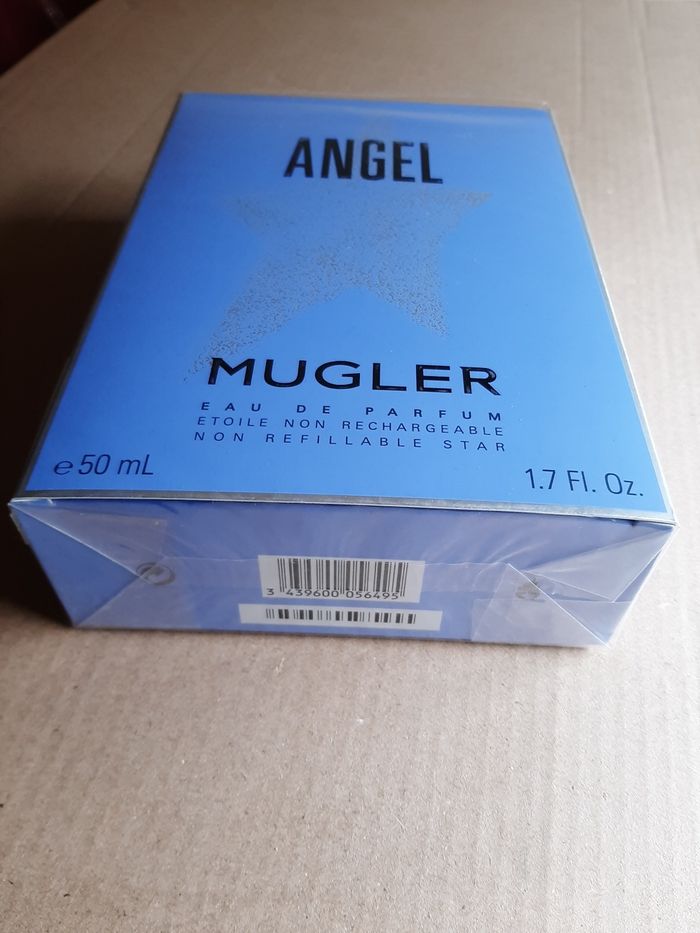 ANGEL
MUGLER
EAU DE PARFUM
ETOILE NON RECHARGEABLE
NON REFILLABLE STAR
e 50 mL
1.7 Fl. Oz.
3 439600 056495